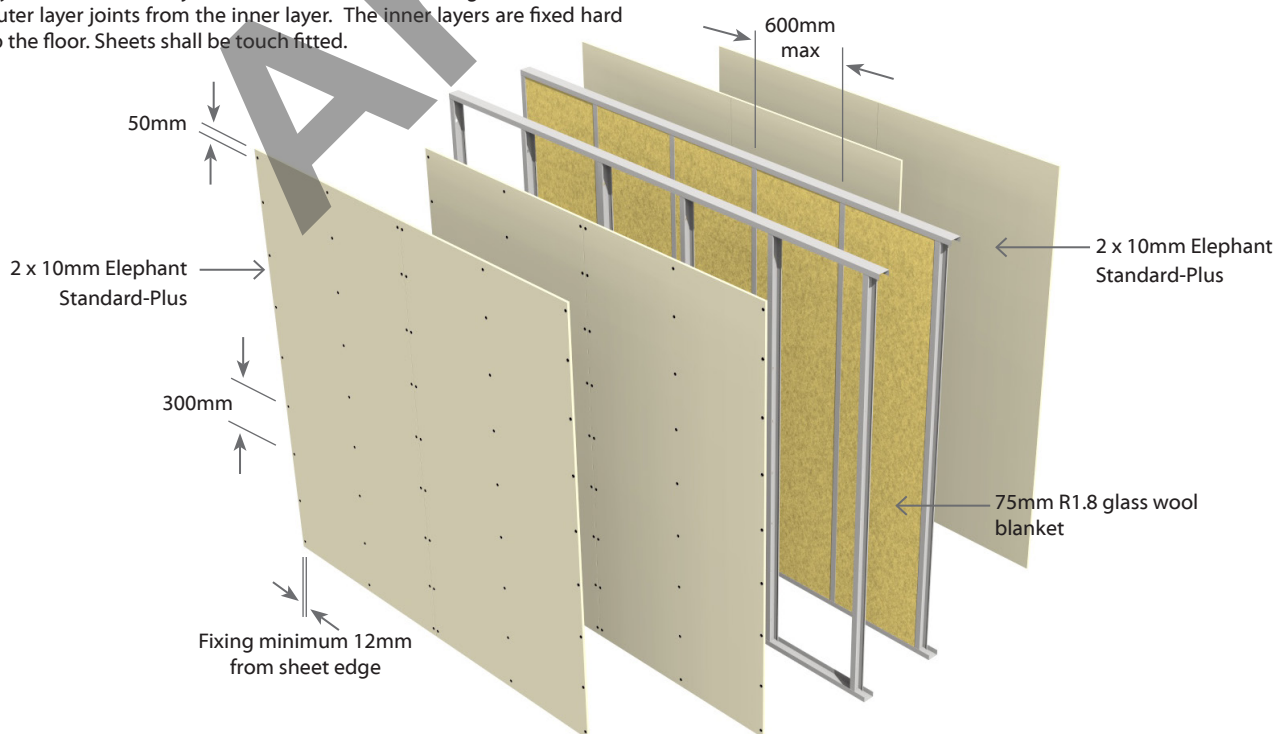 outer layer joints from the inner layer. The inner layers are fixed hard
to the floor. Sheets shall be touch fitted.
600mm
max
50mm
2 x 10mm Elephant
Standard-Plus
2 x 10mm Elephant
Standard-Plus
300mm
75mm R1.8 glass wool
blanket
Fixing minimum 12mm
from sheet edge